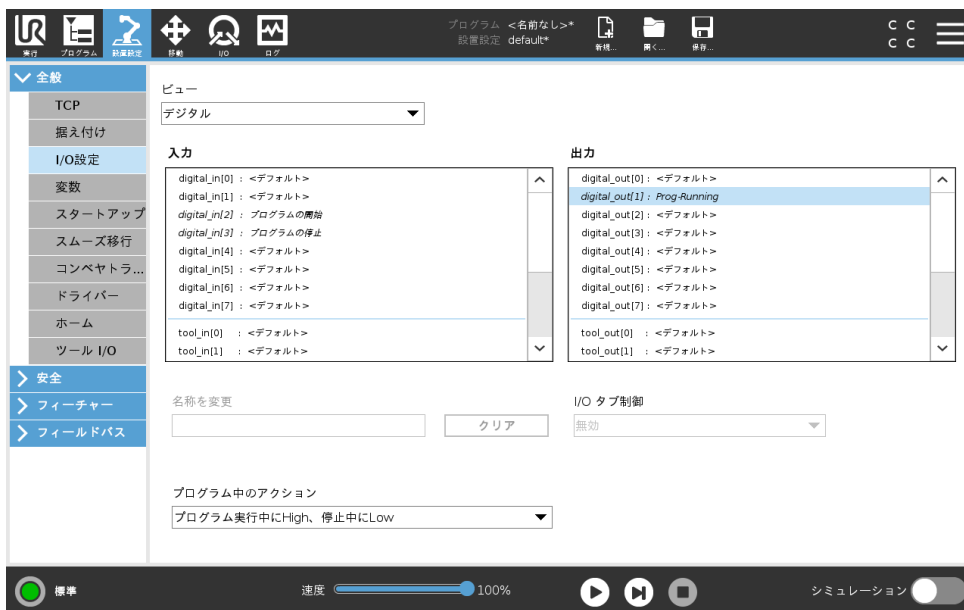 UR
実行
プログラム
設置設定
移動
I/O
ログ
プログラム <名前なし>*
設置設定 default*
新規...
開く...
保存...
C C
C C
全般
TCP
据え付け
I/O設定
変数
スタートアップ
スムーズ移行
コンベヤトラ...
ドライバー
ホーム
ツール I/O
安全
フィーチャー
フィールドバス
ビュー
デジタル
入力
digital_in[0] : <デフォルト>
digital_in[1] : <デフォルト>
digital_in[2] : プログラムの開始
digital_in[3] : プログラムの停止
digital_in[4] : <デフォルト>
digital_in[5] : <デフォルト>
digital_in[6] : <デフォルト>
digital_in[7] : <デフォルト>
tool_in[0] : <デフォルト>
tool_in[1] : <デフォルト>
出力
digital_out[0] : <デフォルト>
digital_out[1] : Prog-Running
digital_out[2] : <デフォルト>
digital_out[3] : <デフォルト>
digital_out[4] : <デフォルト>
digital_out[5] : <デフォルト>
digital_out[6] : <デフォルト>
digital_out[7] : <デフォルト>
tool_out[0] : <デフォルト>
tool_out[1] : <デフォルト>
名称を変更
クリア
I/O タブ制御
無効
プログラム中のアクション
プログラム実行中にHigh、停止中にLow
標準
速度
100%
シミュレーション